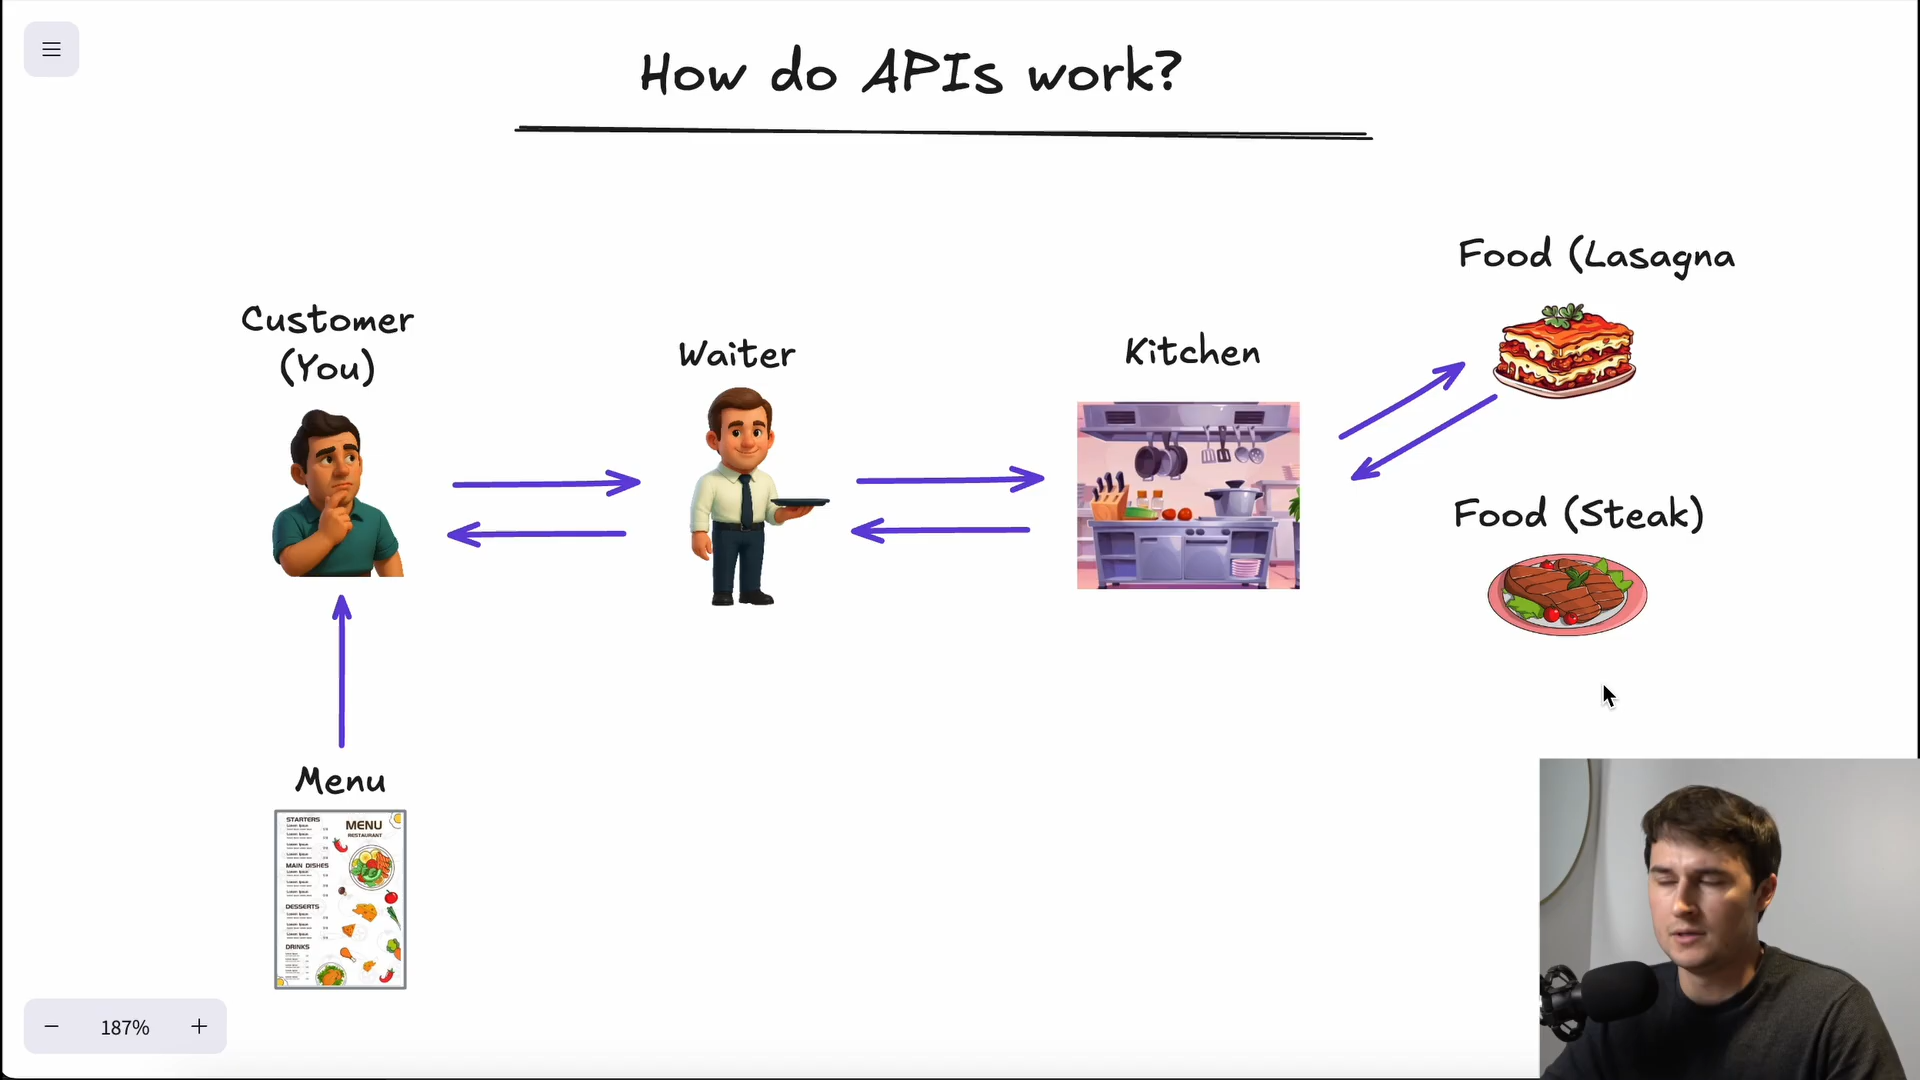 How do APIs work?
Food (Lasagna
Customer
(You)
Waiter
Kitchen
Food (Steak)
Menu
STARTERS
MENU
RESTAURANT
MAIN DISHES
DESSERTS
DRINKS
187%